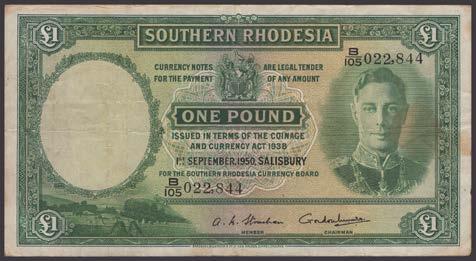 £1 SOUTHERN RHODESIA £1
B/105 022,844
CURRENCY NOTES ARE LEGAL TENDER
FOR THE PAYMENT OF ANY AMOUNT
ONE POUND
ISSUED IN TERMS OF THE COINAGE
AND CURRENCY ACT 1938
1ST SEPTEMBER, 1950, SALISBURY
FOR THE SOUTHERN RHODESIA CURRENCY BOARD
B/105 022,844
MEMBER CHAIRMAN
£1 £1